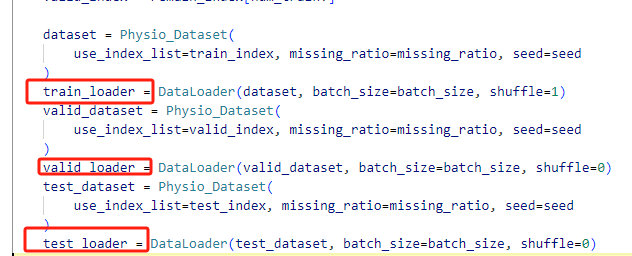 dataset = Physio_Dataset(
use_index_list=train_index, missing_ratio=missing_ratio, seed=seed
)
train_loader = DataLoader(dataset, batch_size=batch_size, shuffle=1)
valid_dataset = Physio_Dataset(
use_index_list=valid_index, missing_ratio=missing_ratio, seed=seed
)
valid_loader = DataLoader(valid_dataset, batch_size=batch_size, shuffle=0)
test_dataset = Physio_Dataset(
use_index_list=test_index, missing_ratio=missing_ratio, seed=seed
)
test_loader = DataLoader(test_dataset, batch_size=batch_size, shuffle=0)